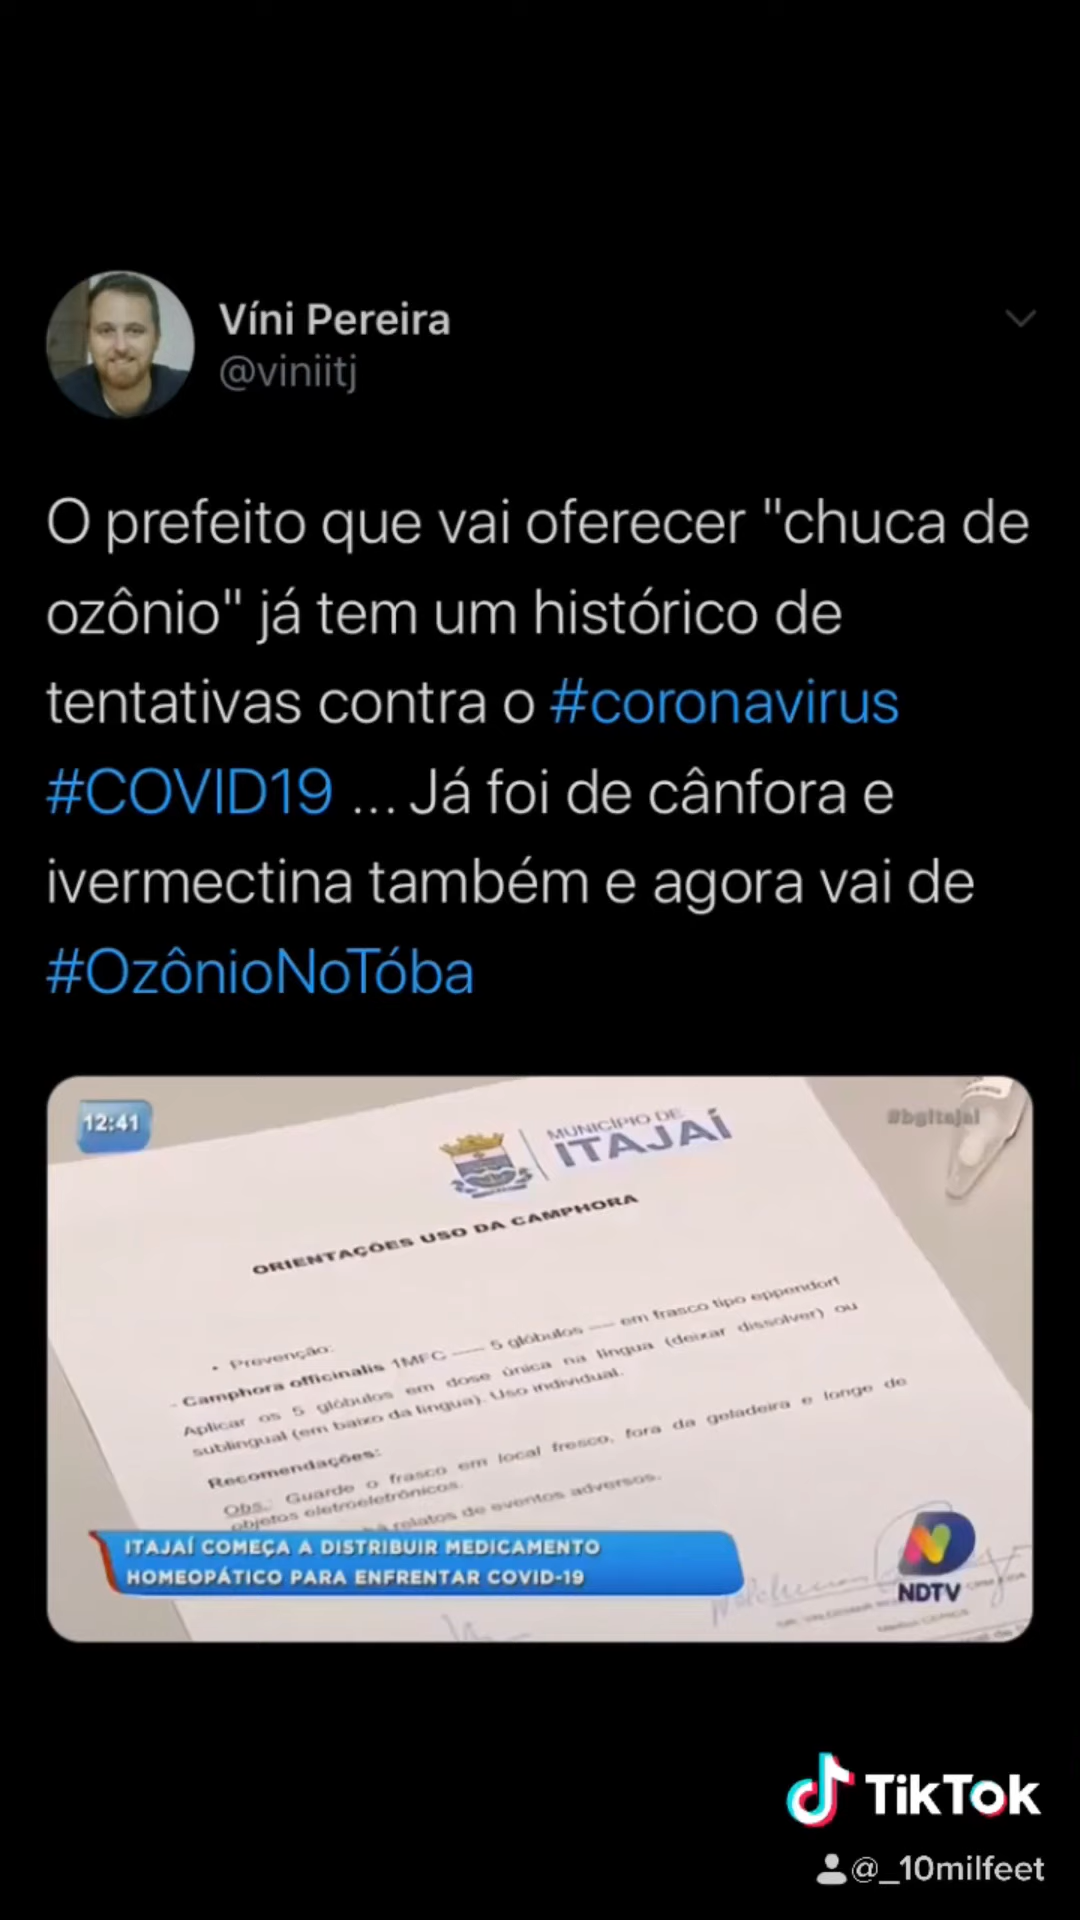 Víni Pereira
@viniitj
O prefeito que vai oferecer "chuca de
ozônio" já tem um histórico de
tentativas contra o #coronavirus
#COVID19 ... Já foi de cânfora e
ivermectina também e agora vai de
#OzônioNoTóba
12:41
#bgitajai
MUNICÍPIO DE
ITAJAÍ
ORIENTAÇÕES USO DA CAMPHORA
• Prevenção:
- Camphora officinalis 1MFC ---- 5 glóbulos ---- em frasco tipo eppendorf
Aplicar os 5 glóbulos em dose única na língua (deixar dissolver) ou
sublingual (em baixo da língua). Uso individual.
Recomendações:
Obs.: Guarde o frasco em local fresco, fora da geladeira e longe de
objetos eletroeletrônicos.
relatos de eventos adversos.
ITAJAÍ COMEÇA A DISTRIBUIR MEDICAMENTO
HOMEOPÁTICO PARA ENFRENTAR COVID-19
NDTV
TikTok
@_10milfeet